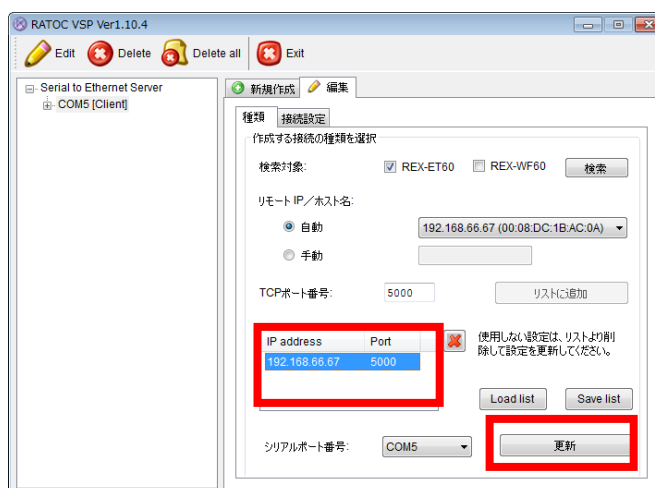 RATOC VSP Ver1.10.4
Edit Delete Delete all Exit
Serial to Ethernet Server
COM5 [Client]
新規作成 編集
種類 接続設定
作成する接続の種類を選択
検索対象: REX-ET60 REX-WF60 検索
リモート IP／ホスト名:
自動 192.168.66.67 (00:08:DC:1B:AC:0A)
手動
TCPポート番号: 5000 リストに追加
IP address Port
192.168.66.67 5000
使用しない設定は、リストより削
除して設定を更新してください。
Load list Save list
シリアルポート番号: COM5 更新